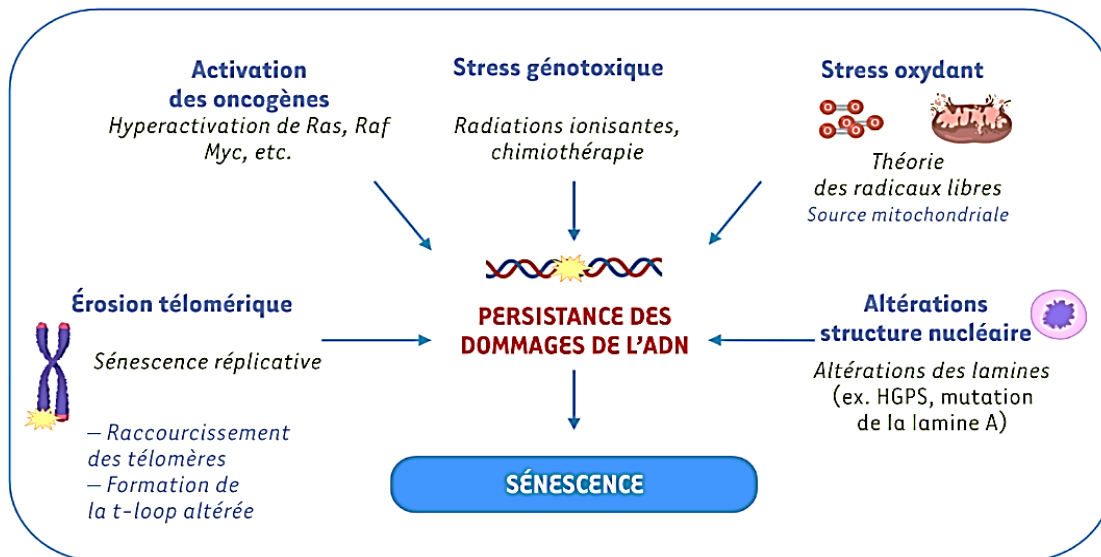 Activation
des oncogènes
Hyperactivation de Ras, Raf
Myc, etc.
Stress génotoxique
Radiations ionisantes,
chimiothérapie
Stress oxydant
Théorie
des radicaux libres
Source mitochondriale
Érosion télomérique
Sénescence réplicative
– Raccourcissement
des télomères
– Formation de
la t-loop altérée
PERSISTANCE DES
DOMMAGES DE L'ADN
Altérations
structure nucléaire
Altérations des lamines
(ex. HGPS, mutation
de la lamine A)
SÉNESCENCE